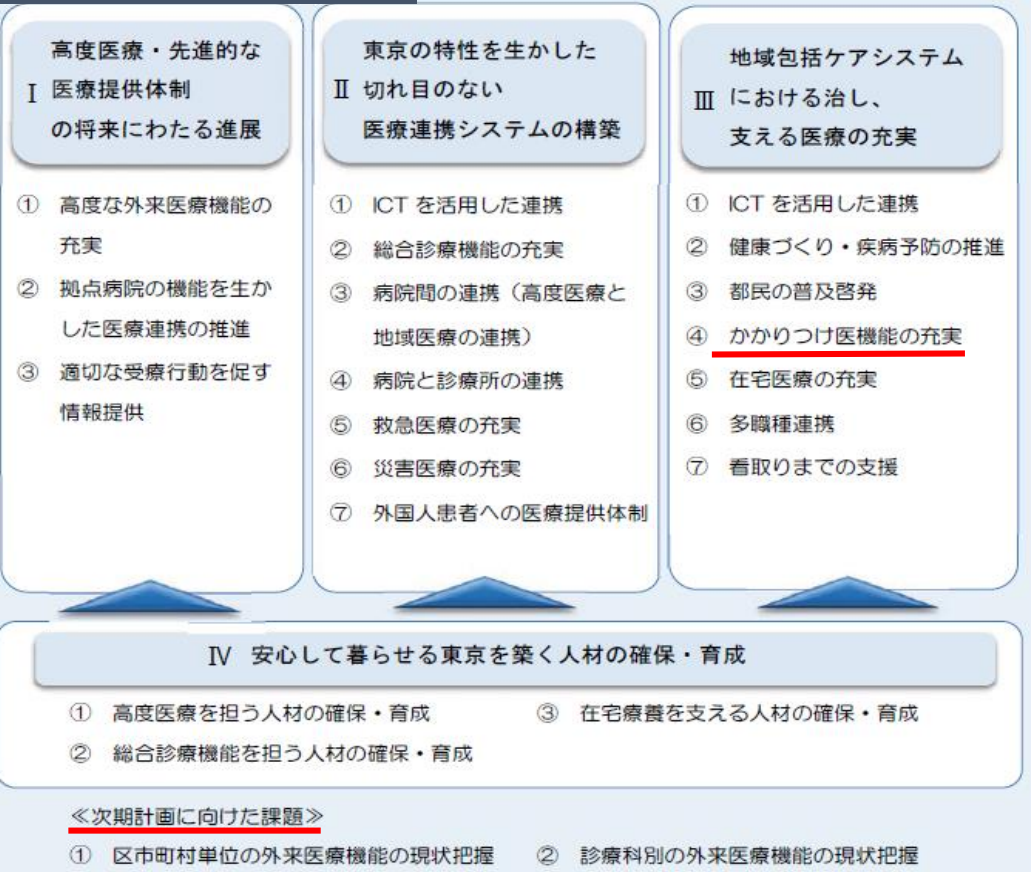 高度医療・先進的な
Ⅰ 医療提供体制
の将来にわたる進展
① 高度な外来医療機能の
充実
② 拠点病院の機能を生か
した医療連携の推進
③ 適切な受療行動を促す
情報提供
東京の特性を生かした
Ⅱ 切れ目のない
医療連携システムの構築
① ICT を活用した連携
② 総合診療機能の充実
③ 病院間の連携（高度医療と
地域医療の連携）
④ 病院と診療所の連携
⑤ 救急医療の充実
⑥ 災害医療の充実
⑦ 外国人患者への医療提供体制
地域包括ケアシステム
Ⅲ における治し、
支える医療の充実
① ICT を活用した連携
② 健康づくり・疾病予防の推進
③ 都民の普及啓発
④ かかりつけ医機能の充実
⑤ 在宅医療の充実
⑥ 多職種連携
⑦ 看取りまでの支援
Ⅳ 安心して暮らせる東京を築く人材の確保・育成
① 高度医療を担う人材の確保・育成 ③ 在宅療養を支える人材の確保・育成
② 総合診療機能を担う人材の確保・育成
≪次期計画に向けた課題≫
① 区市町村単位の外来医療機能の現状把握 ② 診療科別の外来医療機能の現状把握